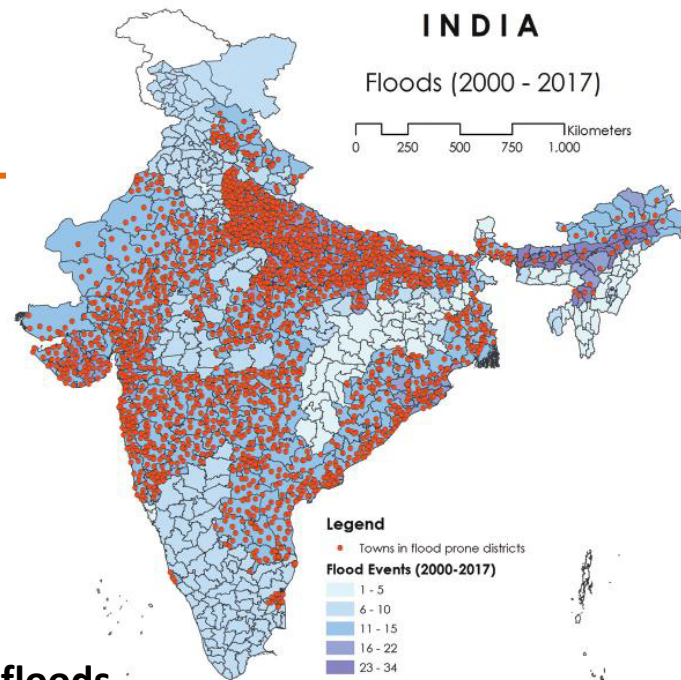 INDIA
Floods (2000 - 2017)
Kilometers
0 250 500 750 1.000
Legend
Towns in flood prone districts
Flood Events (2000-2017)
1 - 5
6 - 10
11 - 15
16 - 22
23 - 34
floods